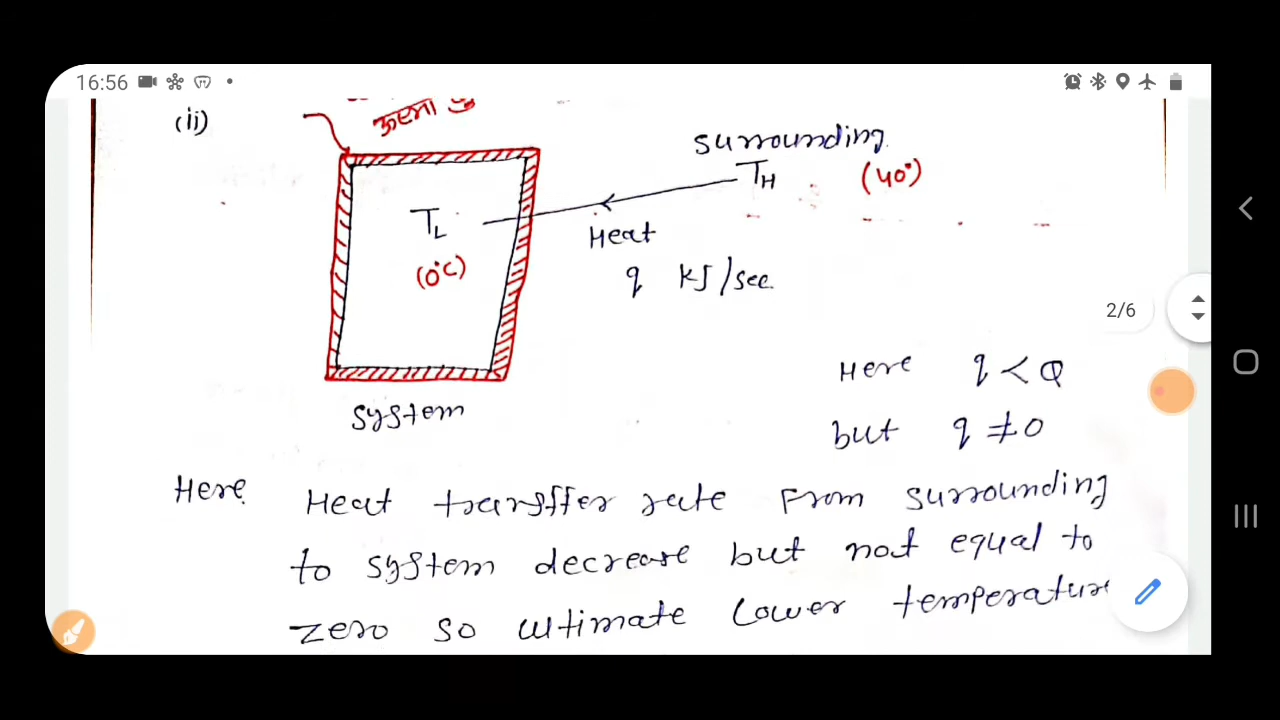 16:56
(ii)
surrounding
T_H (40°)
T_L
(0°C)
Heat
q kJ/sec.
2/6
Here q < Q
but q ≠ 0
system
Here Heat transffer rate from surrounding
to system decrease but not equal to
zero so ultimate lower temperature